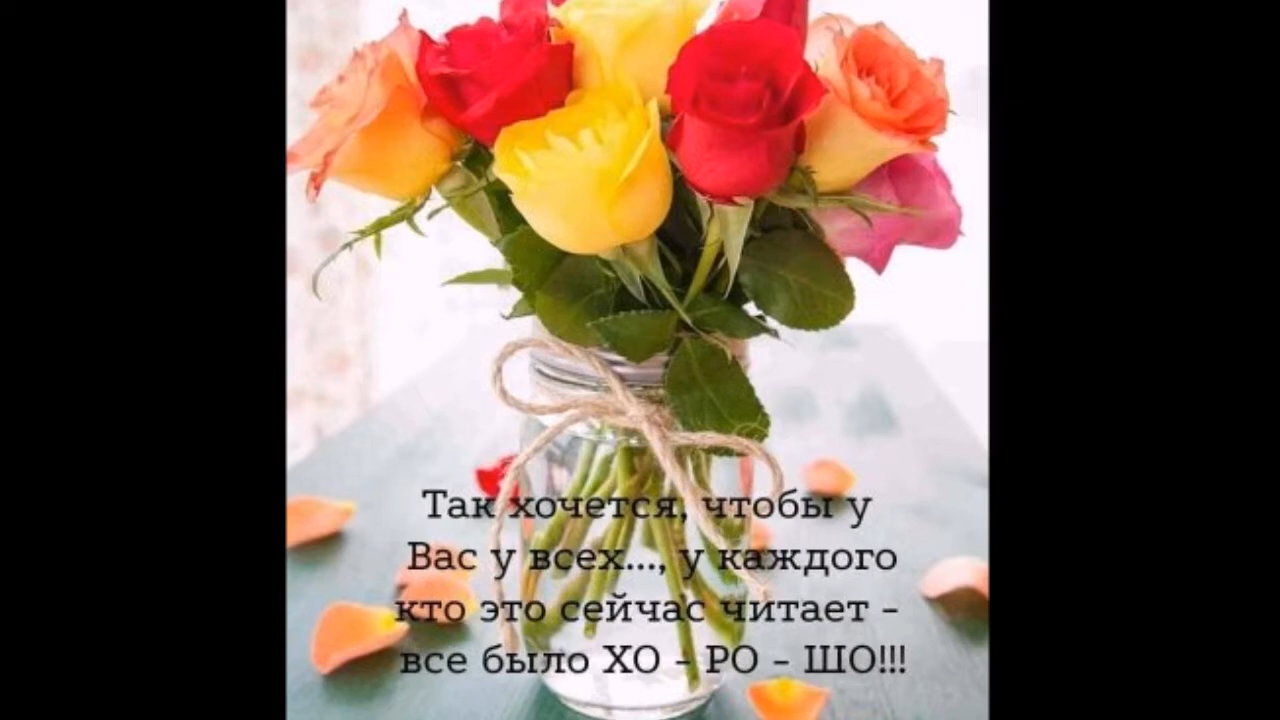 Так хочется, чтобы у
Вас у всех..., у каждого
кто это сейчас читает -
все было ХО - РО - ШО!!!